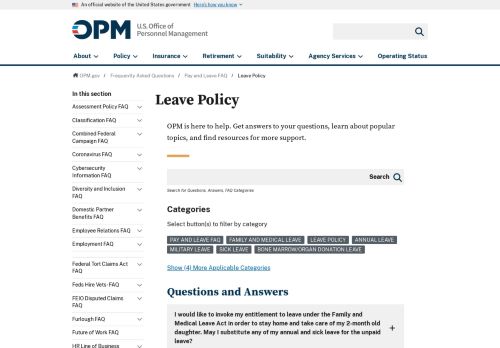 An official website of the United States government Here's how you know
OPM U.S. Office of
Personnel Management
About Policy Insurance Retirement Suitability Agency Services Operating Status
OPM.gov / Frequently Asked Questions / Pay and Leave FAQ / Leave Policy
In this section
Assessment Policy FAQ
Classification FAQ
Combined Federal
Campaign FAQ
Coronavirus FAQ
Cybersecurity
Information FAQ
Diversity and Inclusion
FAQ
Domestic Partner
Benefits FAQ
Employee Relations FAQ
Employment FAQ
Federal Tort Claims Act
FAQ
Feds Hire Vets - FAQ
FEIO Disputed Claims
FAQ
Furlough FAQ
Future of Work FAQ
HR Line of Business
Leave Policy
OPM is here to help. Get answers to your questions, learn about popular
topics, and find resources for more support.
Search
Search for Questions, Answers, FAQ Categories
Categories
Select button(s) to filter by category
PAY AND LEAVE FAQ FAMILY AND MEDICAL LEAVE LEAVE POLICY ANNUAL LEAVE
MILITARY LEAVE SICK LEAVE BONE MARROW/ORGAN DONATION LEAVE
Show (4) More Applicable Categories
Questions and Answers
I would like to invoke my entitlement to leave under the Family and
Medical Leave Act in order to stay home and take care of my 2-month old
daughter. May I substitute any of my annual and sick leave for the unpaid
leave?